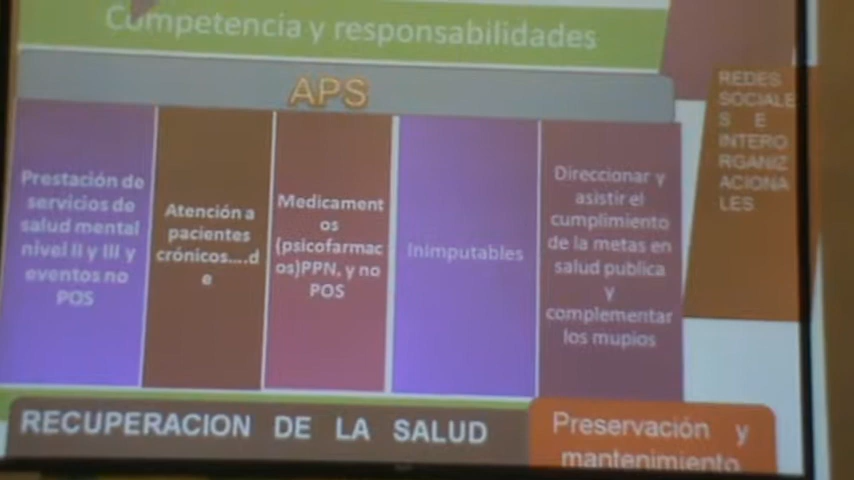 Competencia y responsabilidades
APS
Prestación de
servicios de
salud mental
nivel II y III y
eventos no
POS
Atención a
pacientes
crónicos....d
e
Medicament
os
(psicofarmac
os)PPN, y no
POS
Inimputables
Direccionar y
asistir el
cumplimiento
de la metas en
salud publica
y
complementar
los mupios
REDES
SOCIALE
S E
INTERO
RGANIZ
ACIONA
LES
RECUPERACION DE LA SALUD
Preservación y
mantenimiento